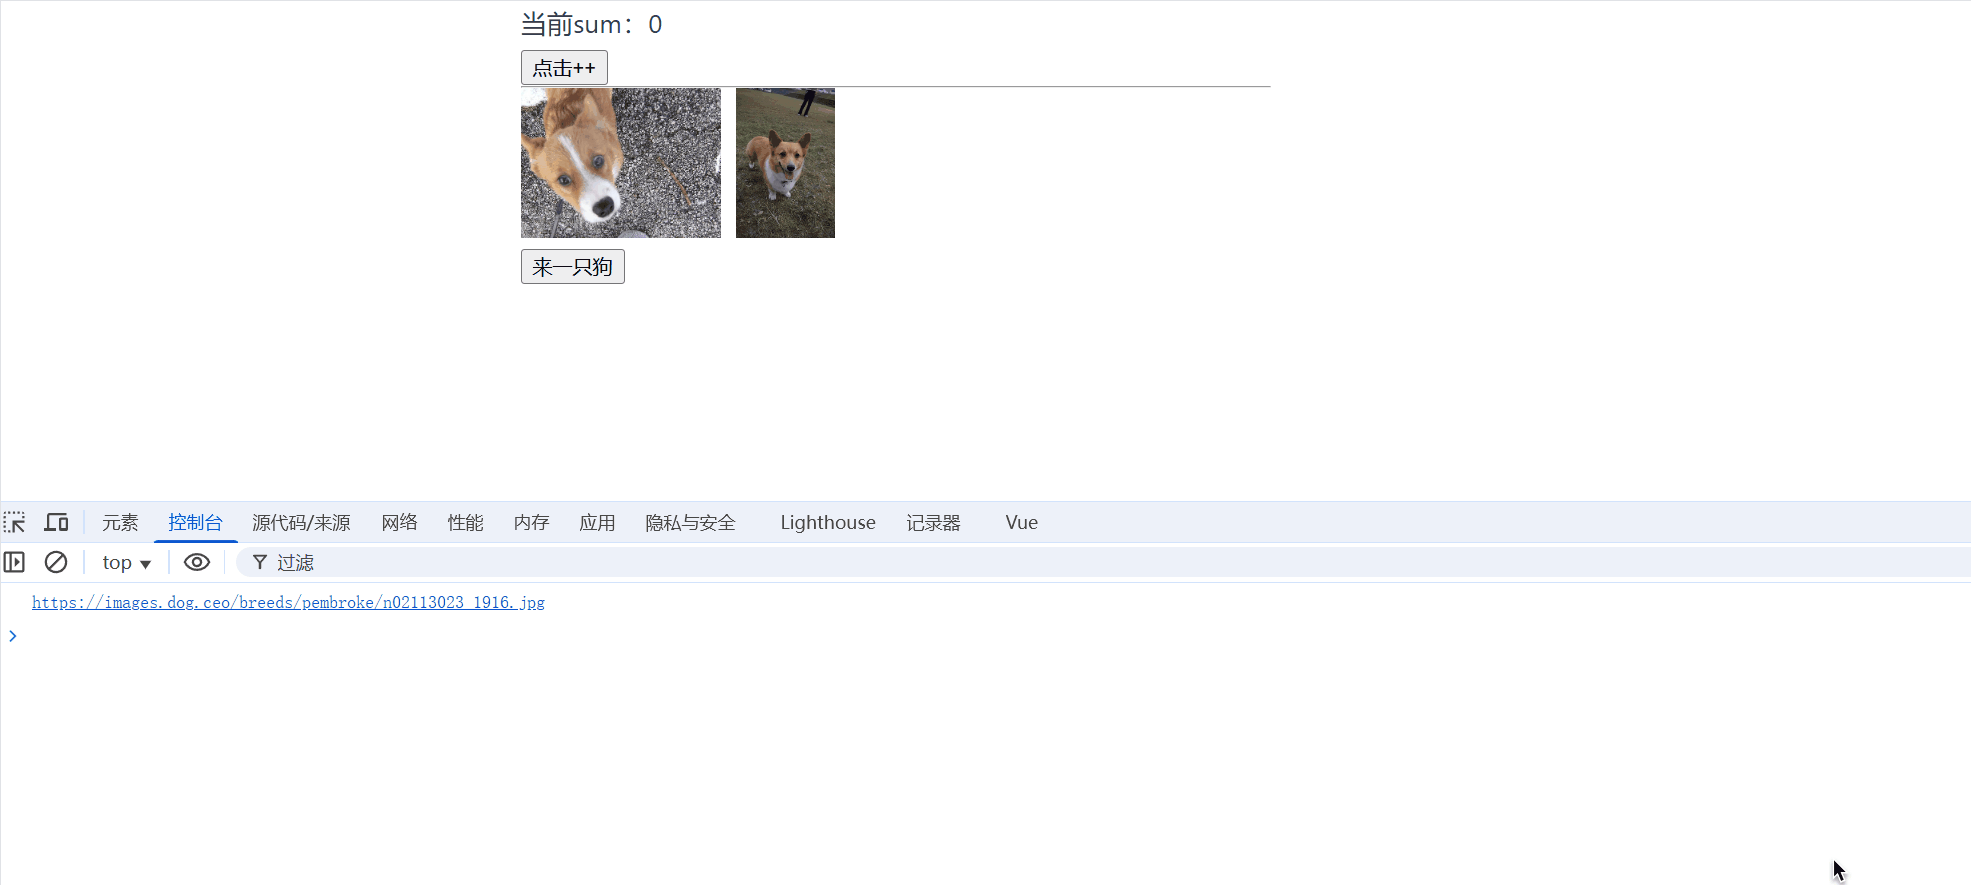 当前sum：0
点击++
来一只狗
元素 控制台 源代码/来源 网络 性能 内存 应用 隐私与安全 Lighthouse 记录器 Vue
top 过滤
https://images.dog.ceo/breeds/pembroke/n02113023_1916.jpg